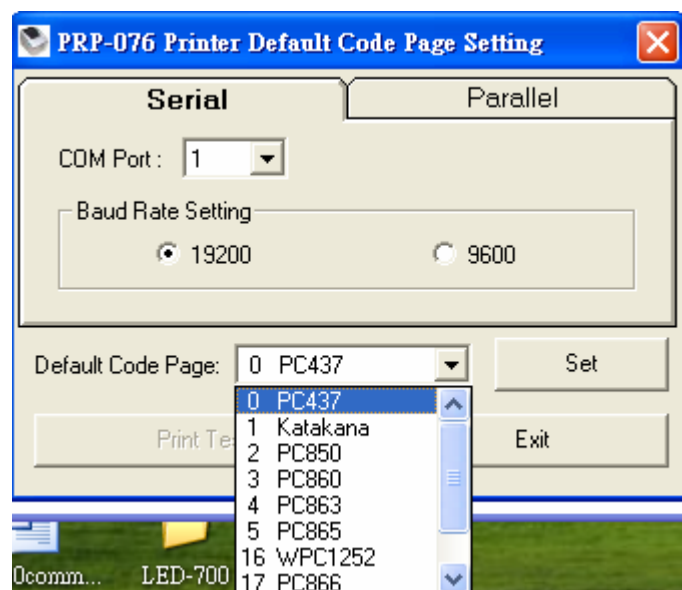 PRP-076 Printer Default Code Page Setting
Serial Parallel
COM Port : 1
Baud Rate Setting
19200 9600
Default Code Page: 0 PC437 Set
0 PC437
1 Katakana
Print Te Exit
2 PC850
3 PC860
4 PC863
5 PC865
16 WPC1252
0comm... LED-700
17 PC866